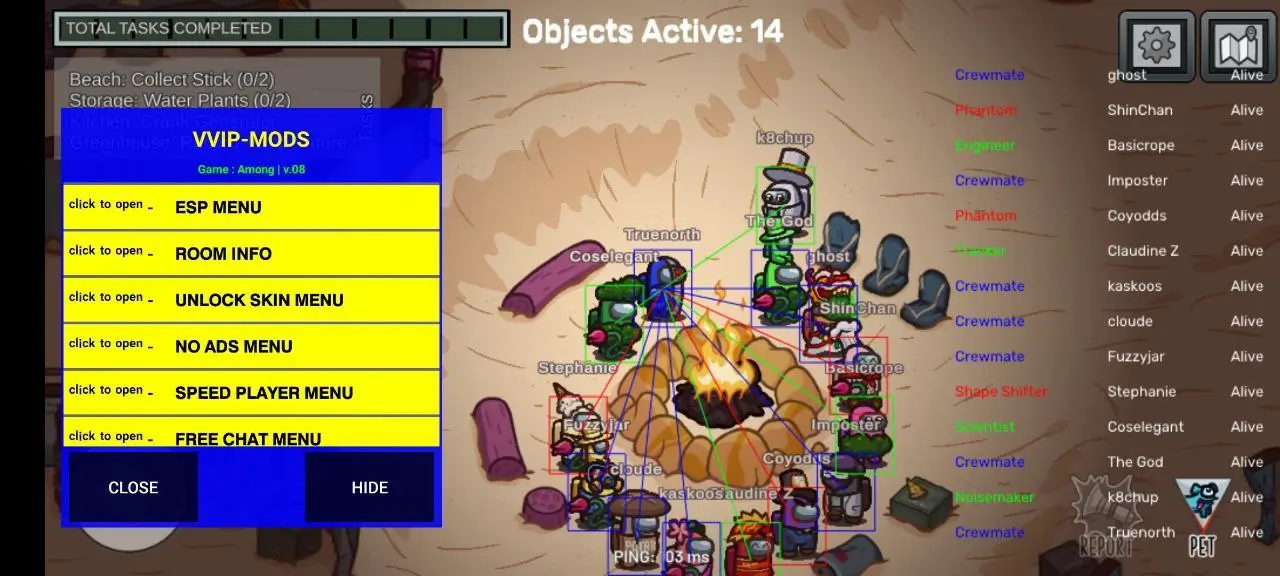 TOTAL TASKS COMPLETED
Objects Active: 14
Beach: Collect Stick (0/2)
Storage: Water Plants (0/2)
Tasks
VVIP-MODS
Game : Among | v.08
click to open - ESP MENU
click to open - ROOM INFO
click to open - UNLOCK SKIN MENU
click to open - NO ADS MENU
click to open - SPEED PLAYER MENU
click to open - FREE CHAT MENU
CLOSE
HIDE
k8chup
The God
Truenorth
Coselegant
ghost
ShinChan
Stephanie
Basicrope
Fuzzyjar
Imposter
cloude
Coyodds
kaskoos
audine Z
PING: 103 ms
Crewmate ghost Alive
Phantom ShinChan Alive
Engineer Basicrope Alive
Crewmate Imposter Alive
Phantom Coyodds Alive
Tracker Claudine Z Alive
Crewmate kaskoos Alive
Crewmate cloude Alive
Crewmate Fuzzyjar Alive
Shape Shifter Stephanie Alive
Scientist Coselegant Alive
Crewmate The God Alive
Noisemaker k8chup Alive
Crewmate Truenorth Alive
REPORT
PET